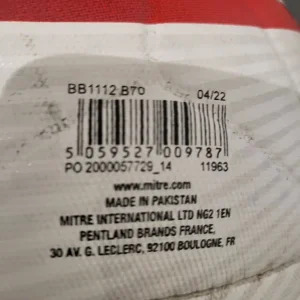 BB1112 B70 04/22
5 059527 009787
PO 2000057729_14 11963
www.mitre.com
MADE IN PAKISTAN
MITRE INTERNATIONAL LTD NG2 1EN
PENTLAND BRANDS FRANCE,
30 AV. G. LECLERC, 92100 BOULOGNE, FR